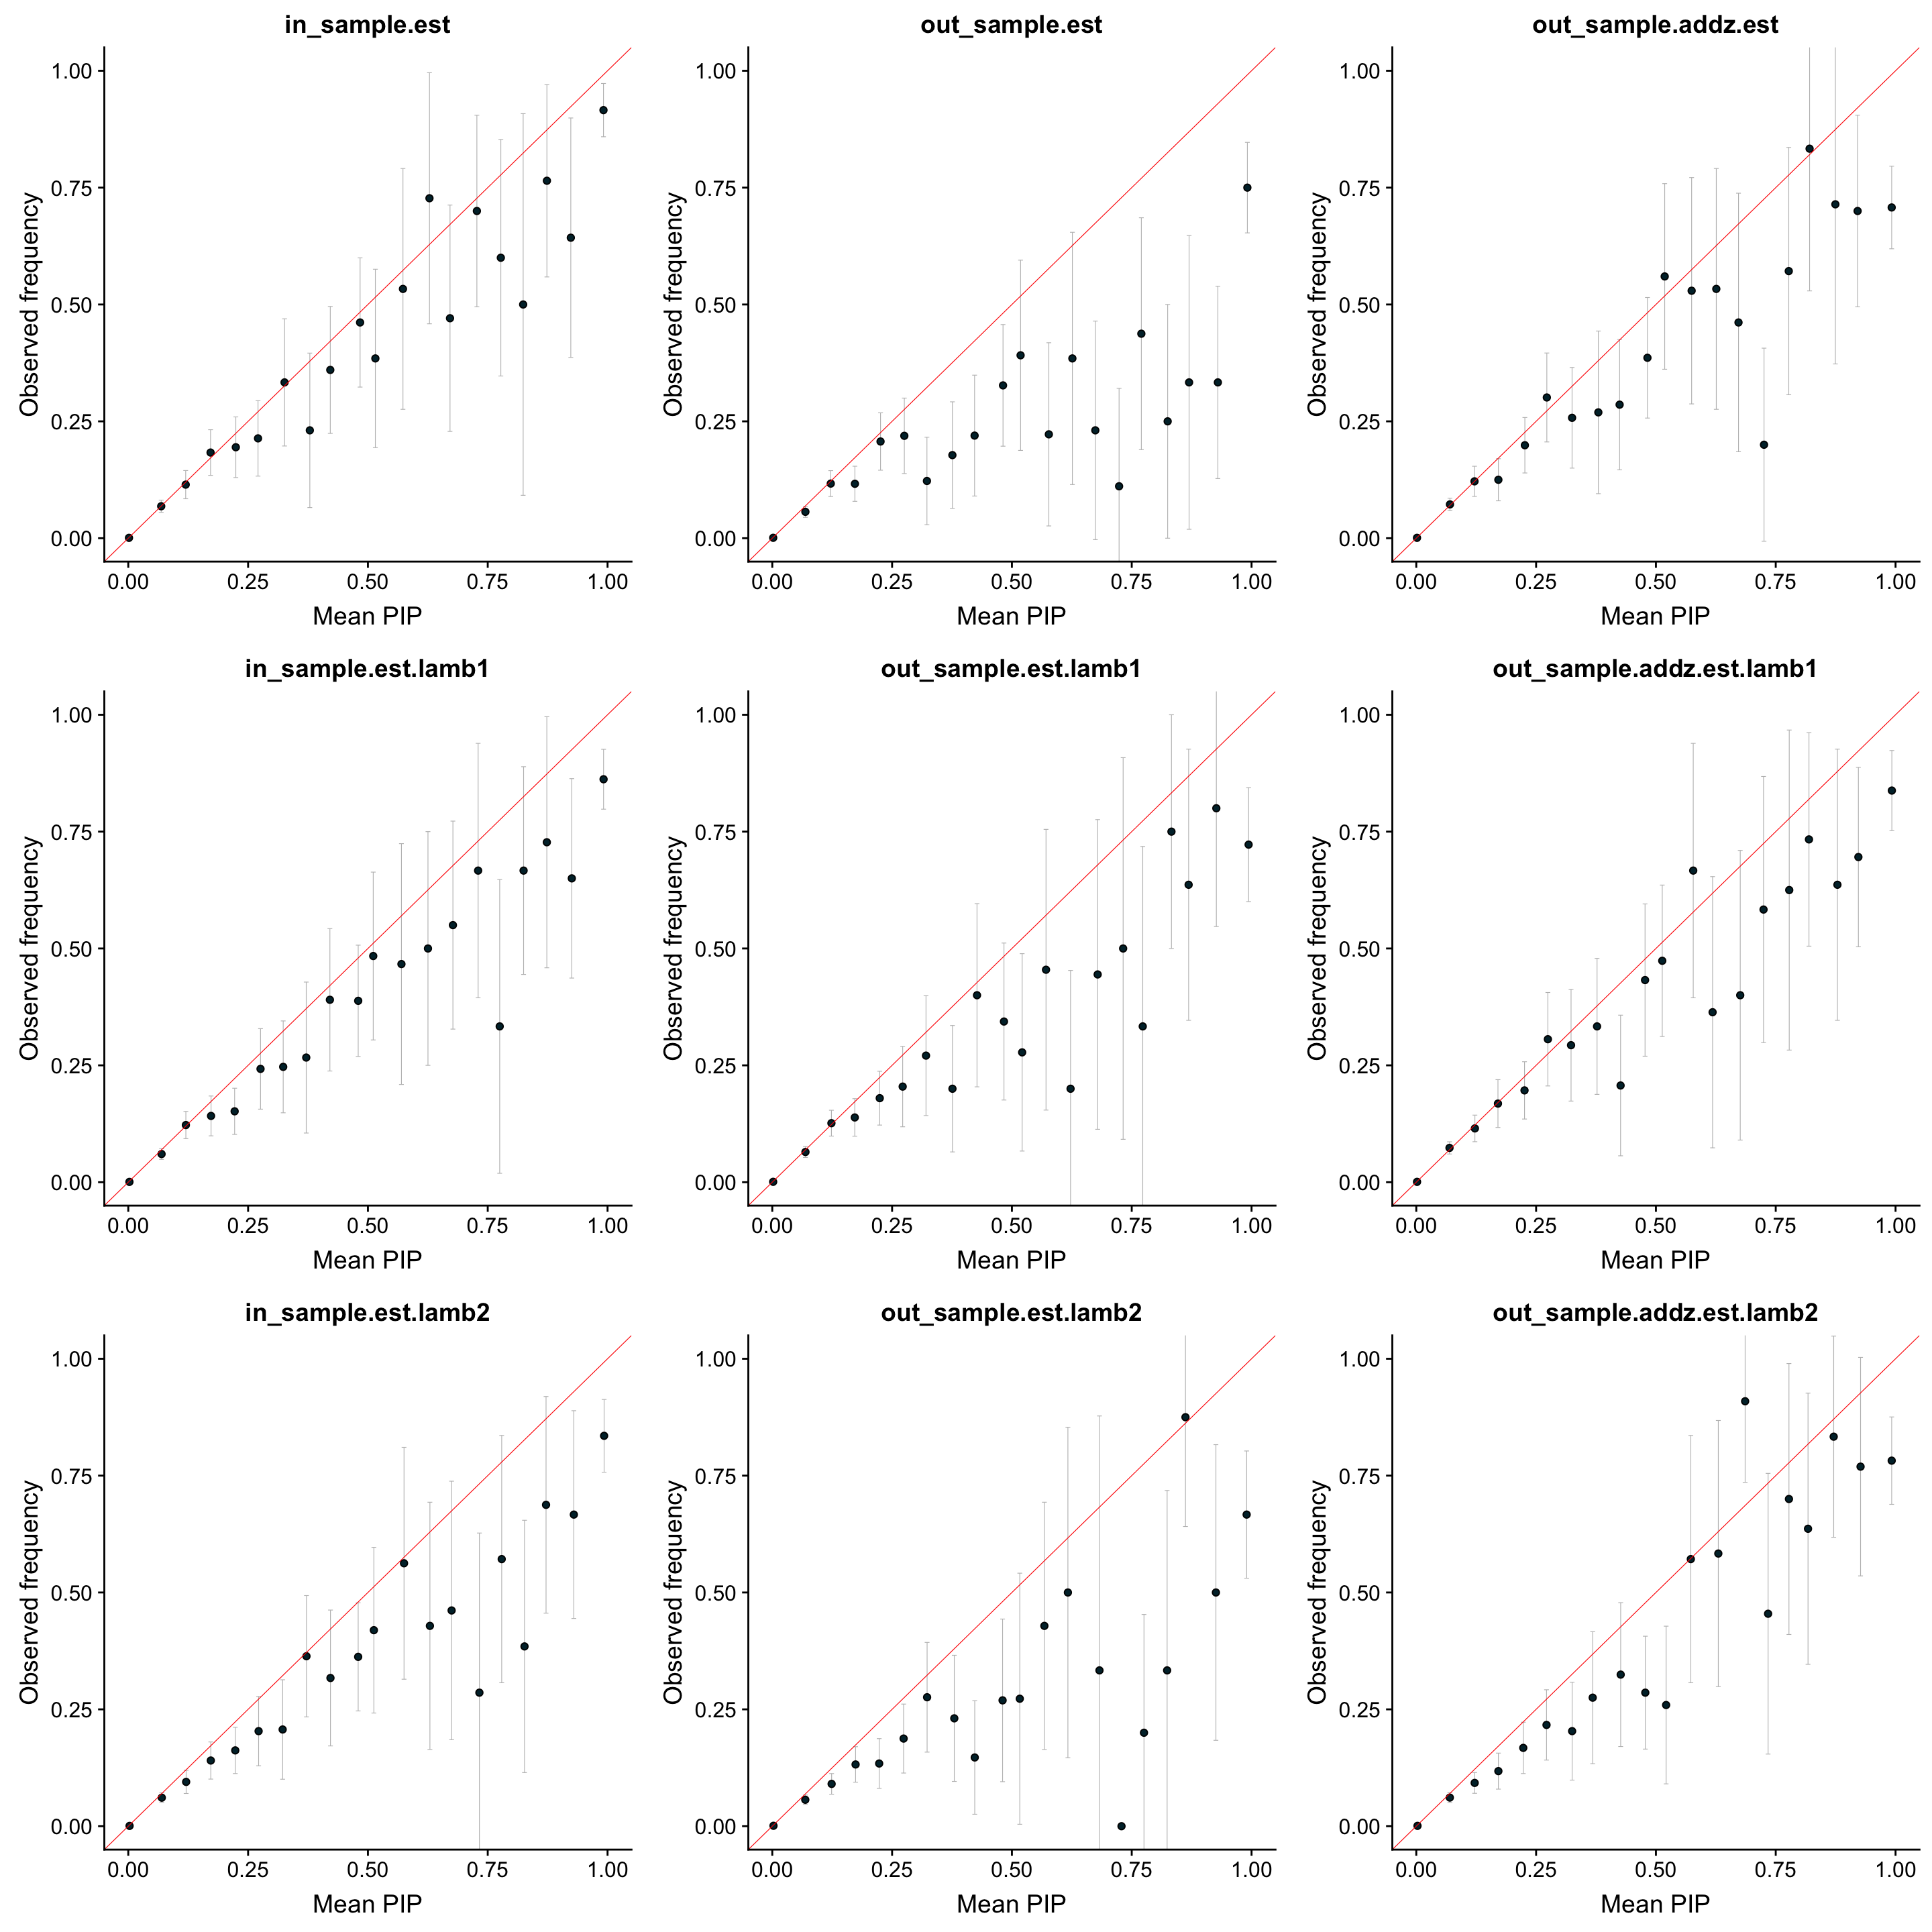 in_sample.est
1.00
0.75
0.50
0.25
0.00
Observed frequency
0.00 0.25 0.50 0.75 1.00
Mean PIP
out_sample.est
1.00
0.75
0.50
0.25
0.00
Observed frequency
0.00 0.25 0.50 0.75 1.00
Mean PIP
out_sample.addz.est
1.00
0.75
0.50
0.25
0.00
Observed frequency
0.00 0.25 0.50 0.75 1.00
Mean PIP
in_sample.est.lamb1
1.00
0.75
0.50
0.25
0.00
Observed frequency
0.00 0.25 0.50 0.75 1.00
Mean PIP
out_sample.est.lamb1
1.00
0.75
0.50
0.25
0.00
Observed frequency
0.00 0.25 0.50 0.75 1.00
Mean PIP
out_sample.addz.est.lamb1
1.00
0.75
0.50
0.25
0.00
Observed frequency
0.00 0.25 0.50 0.75 1.00
Mean PIP
in_sample.est.lamb2
1.00
0.75
0.50
0.25
0.00
Observed frequency
0.00 0.25 0.50 0.75 1.00
Mean PIP
out_sample.est.lamb2
1.00
0.75
0.50
0.25
0.00
Observed frequency
0.00 0.25 0.50 0.75 1.00
Mean PIP
out_sample.addz.est.lamb2
1.00
0.75
0.50
0.25
0.00
Observed frequency
0.00 0.25 0.50 0.75 1.00
Mean PIP